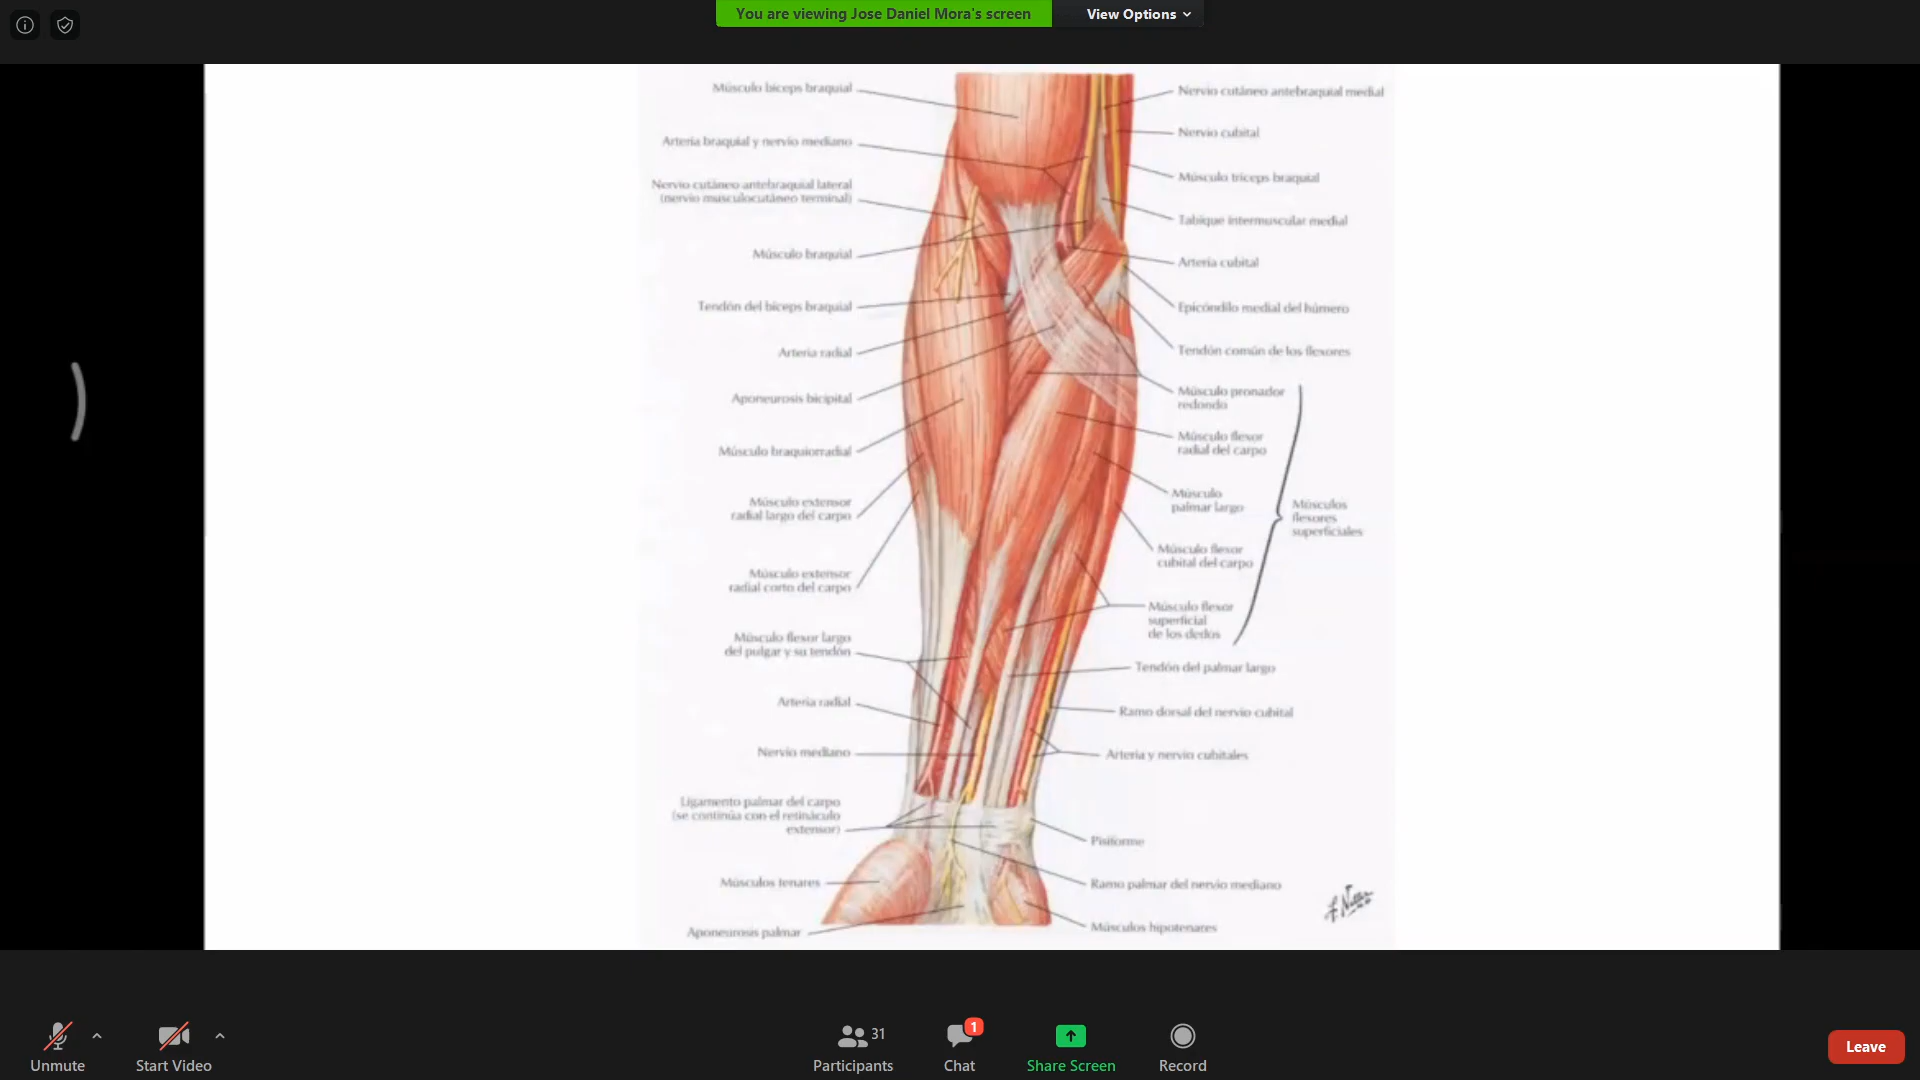 You are viewing Jose Daniel Mora's screen
View Options
Músculo bíceps braquial
Arteria braquial y nervio mediano
Nervio cutáneo antebraquial lateral
(nervio musculocutáneo terminal)
Músculo braquial
Tendón del bíceps braquial
Arteria radial
Aponeurosis bicipital
Músculo braquiorradial
Músculo extensor
radial largo del carpo
Músculo extensor
radial corto del carpo
Músculo flexor largo
del pulgar y su tendón
Arteria radial
Nervio mediano
Ligamento palmar del carpo
(se continúa con el retináculo
extensor)
Músculos tenares
Aponeurosis palmar
Nervio cutáneo antebraquial medial
Nervio cubital
Músculo tríceps braquial
Tabique intermuscular medial
Arteria cubital
Epicóndilo medial del húmero
Tendón común de los flexores
Músculo pronador
redondo
Músculo flexor
radial del carpo
Músculo
palmar largo
Músculo flexor
cubital del carpo
Músculo flexor
superficial
de los dedos
Músculos
flexores
superficiales
Tendón del palmar largo
Ramo dorsal del nervio cubital
Arteria y nervio cubitales
Pisiforme
Ramo palmar del nervio mediano
Músculos hipotenares
Unmute
Start Video
31
Participants
1
Chat
Share Screen
Record
Leave